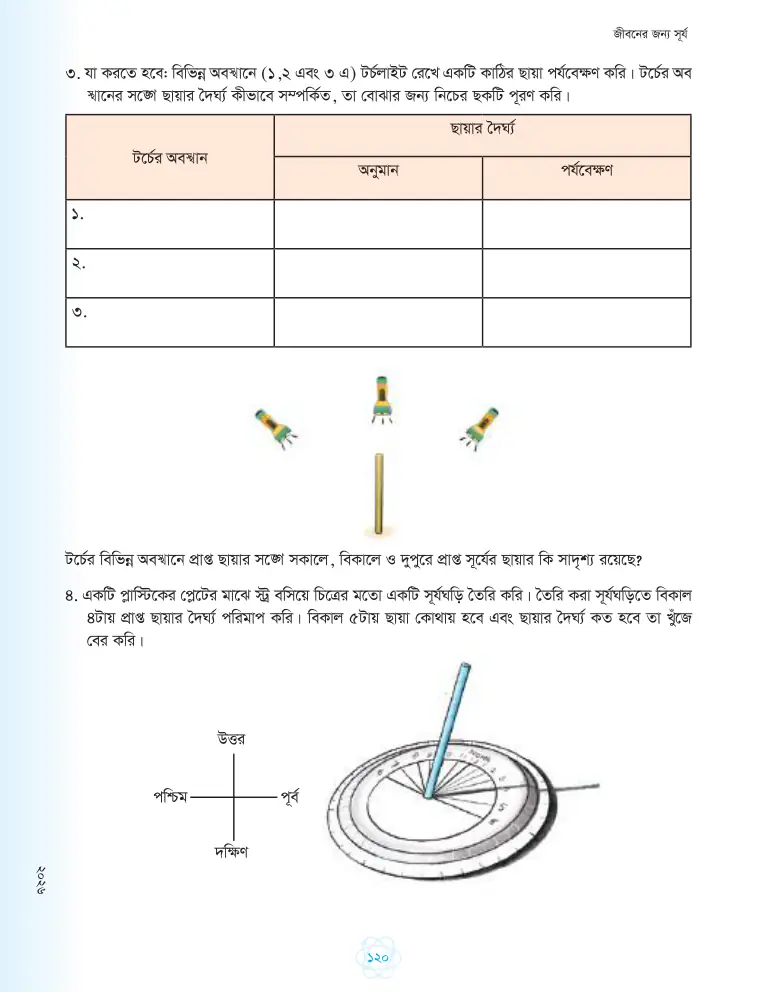 জীবনের জন্য সূর্য
৩. যা করতে হবে: বিভিন্ন অবস্থানে (১,২ এবং ৩ এ) টর্চলাইট রেখে একটি কাঠির ছায়া পর্যবেক্ষণ করি। টর্চের অব
স্থানের সঙ্গে ছায়ার দৈর্ঘ্য কীভাবে সম্পর্কিত, তা বোঝার জন্য নিচের ছকটি পূরণ করি।
ছায়ার দৈর্ঘ্য
টর্চের অবস্থান
অনুমান পর্যবেক্ষণ
১.
২.
৩.
টর্চের বিভিন্ন অবস্থানে প্রাপ্ত ছায়ার সঙ্গে সকালে, বিকালে ও দুপুরে প্রাপ্ত সূর্যের ছায়ার কি সাদৃশ্য রয়েছে?
৪. একটি প্লাস্টিকের প্লেটের মাঝে স্ট্র বসিয়ে চিত্রের মতো একটি সূর্যঘড়ি তৈরি করি। তৈরি করা সূর্যঘড়িতে বিকাল
৪টায় প্রাপ্ত ছায়ার দৈর্ঘ্য পরিমাপ করি। বিকাল ৫টায় ছায়া কোথায় হবে এবং ছায়ার দৈর্ঘ্য কত হবে তা খুঁজে
বের করি।
উত্তর
পশ্চিম পূর্ব
দক্ষিণ
২০২৬
১২০